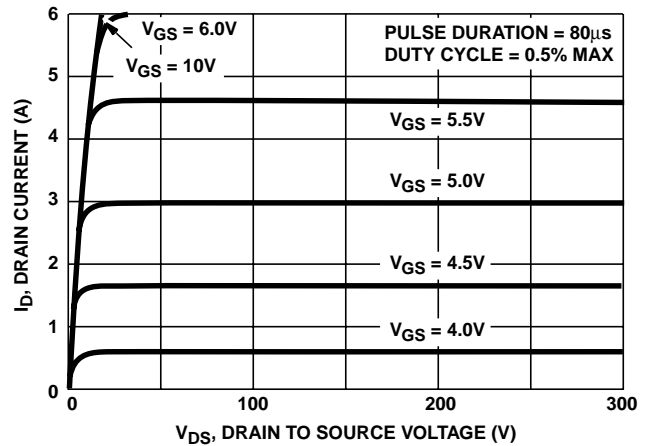 6
5
4
3
2
1
0
I_D, DRAIN CURRENT (A)
V_GS = 6.0V
V_GS = 10V
PULSE DURATION = 80μs
DUTY CYCLE = 0.5% MAX
V_GS = 5.5V
V_GS = 5.0V
V_GS = 4.5V
V_GS = 4.0V
0 100 200 300
V_DS, DRAIN TO SOURCE VOLTAGE (V)